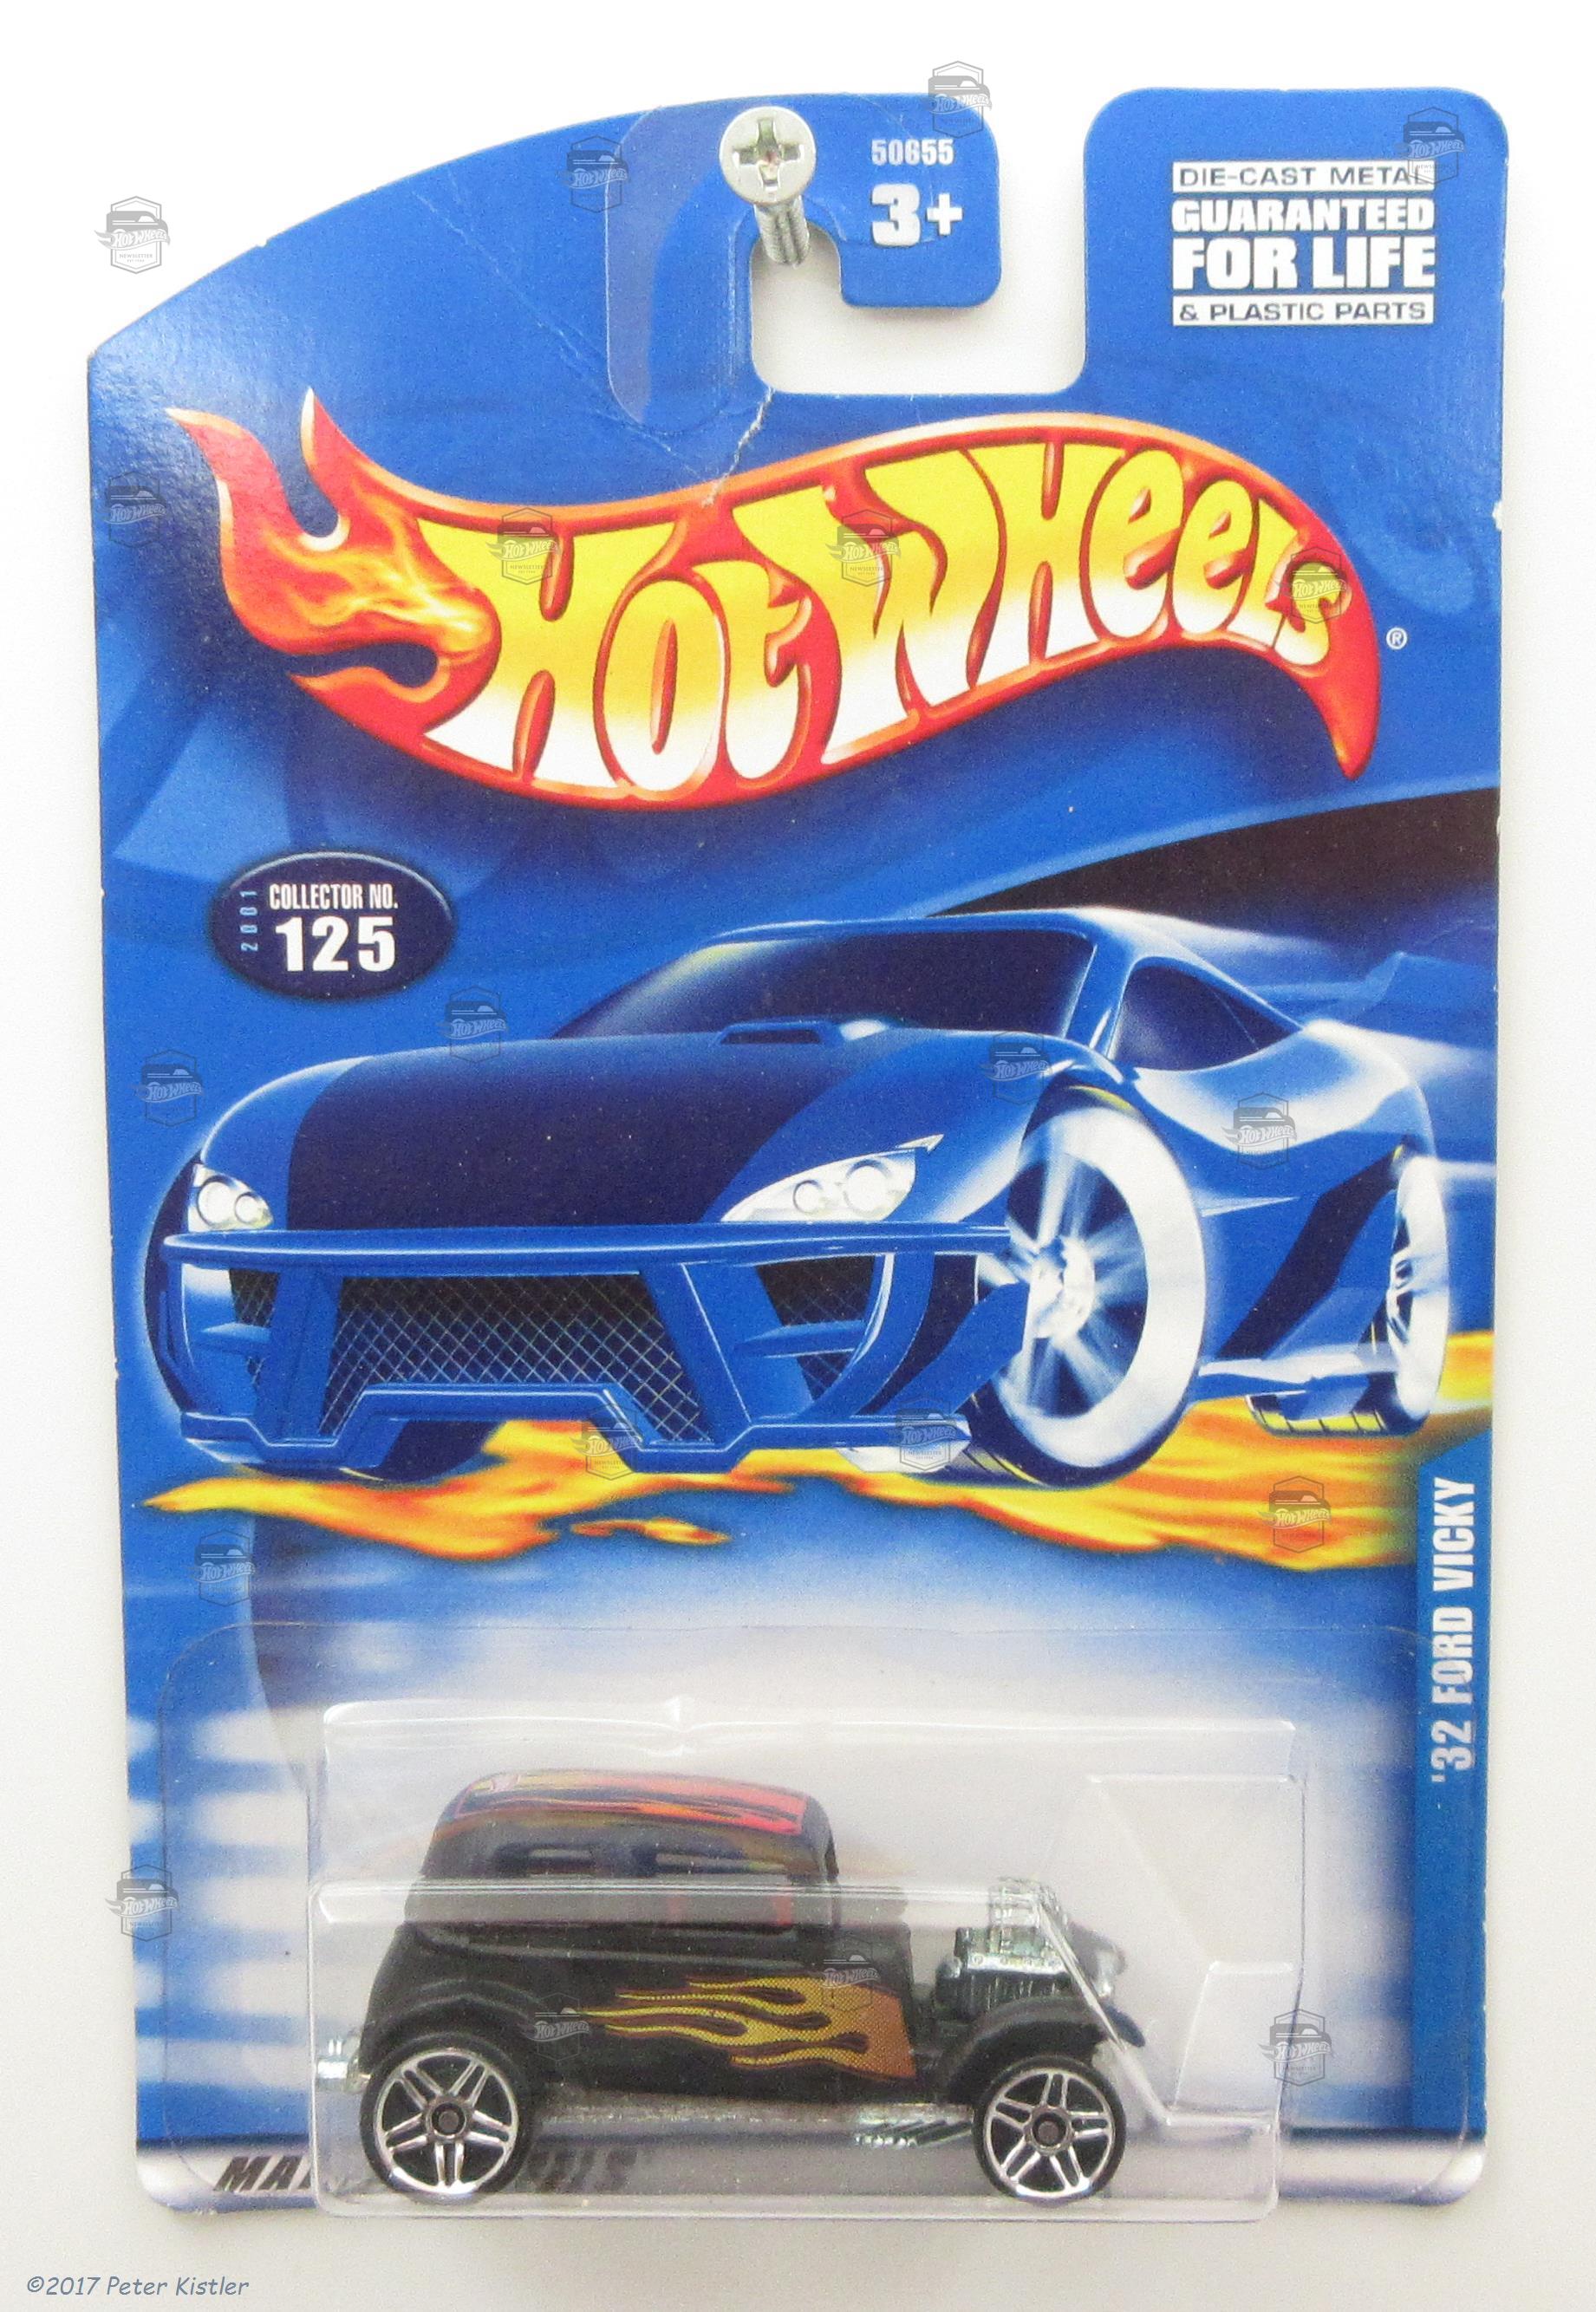 50655
3+
DIE-CAST METAL
GUARANTEED
FOR LIFE
& PLASTIC PARTS
HOT WHEELS
®
2001
COLLECTOR NO.
125
'32 FORD VICKY
©2017 Peter Kistler